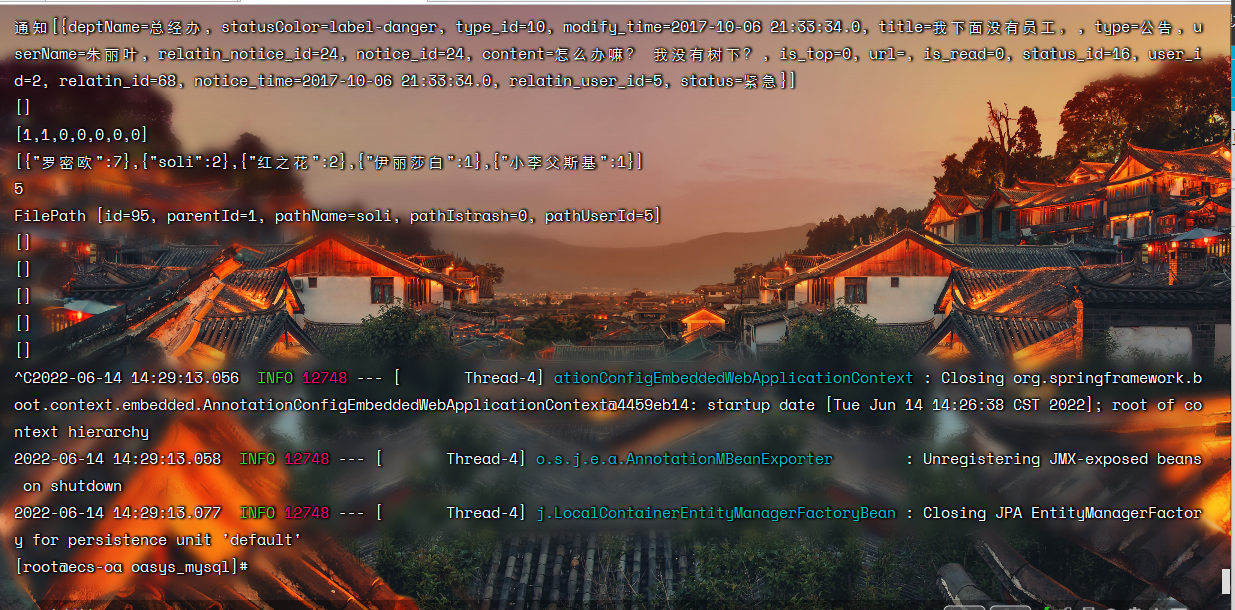 通知[{deptName=总经办, statusColor=label-danger, type_id=10, modify_time=2017-10-06 21:33:34.0, title=我下面没有员工，, type=公告, u
serName=朱丽叶, relatin_notice_id=24, notice_id=24, content=怎么办嘛？ 我没有树下？, is_top=0, url=, is_read=0, status_id=16, user_i
d=2, relatin_id=68, notice_time=2017-10-06 21:33:34.0, relatin_user_id=5, status=紧急}]
[]
[1,1,0,0,0,0,0]
[{"罗密欧":7},{"soli":2},{"红之花":2},{"伊丽莎白":1},{"小李父斯基":1}]
5
FilePath [id=95, parentId=1, pathName=soli, pathIstrash=0, pathUserId=5]
[]
[]
[]
[]
[]
^C2022-06-14 14:29:13.056  INFO 12748 --- [       Thread-4] ationConfigEmbeddedWebApplicationContext : Closing org.springframework.b
oot.context.embedded.AnnotationConfigEmbeddedWebApplicationContext@4459eb14: startup date [Tue Jun 14 14:26:38 CST 2022]; root of co
ntext hierarchy
2022-06-14 14:29:13.058  INFO 12748 --- [       Thread-4] o.s.j.e.a.AnnotationMBeanExporter        : Unregistering JMX-exposed beans
 on shutdown
2022-06-14 14:29:13.077  INFO 12748 --- [       Thread-4] j.LocalContainerEntityManagerFactoryBean : Closing JPA EntityManagerFactor
y for persistence unit 'default'
[root@ecs-oa oasys_mysql]#